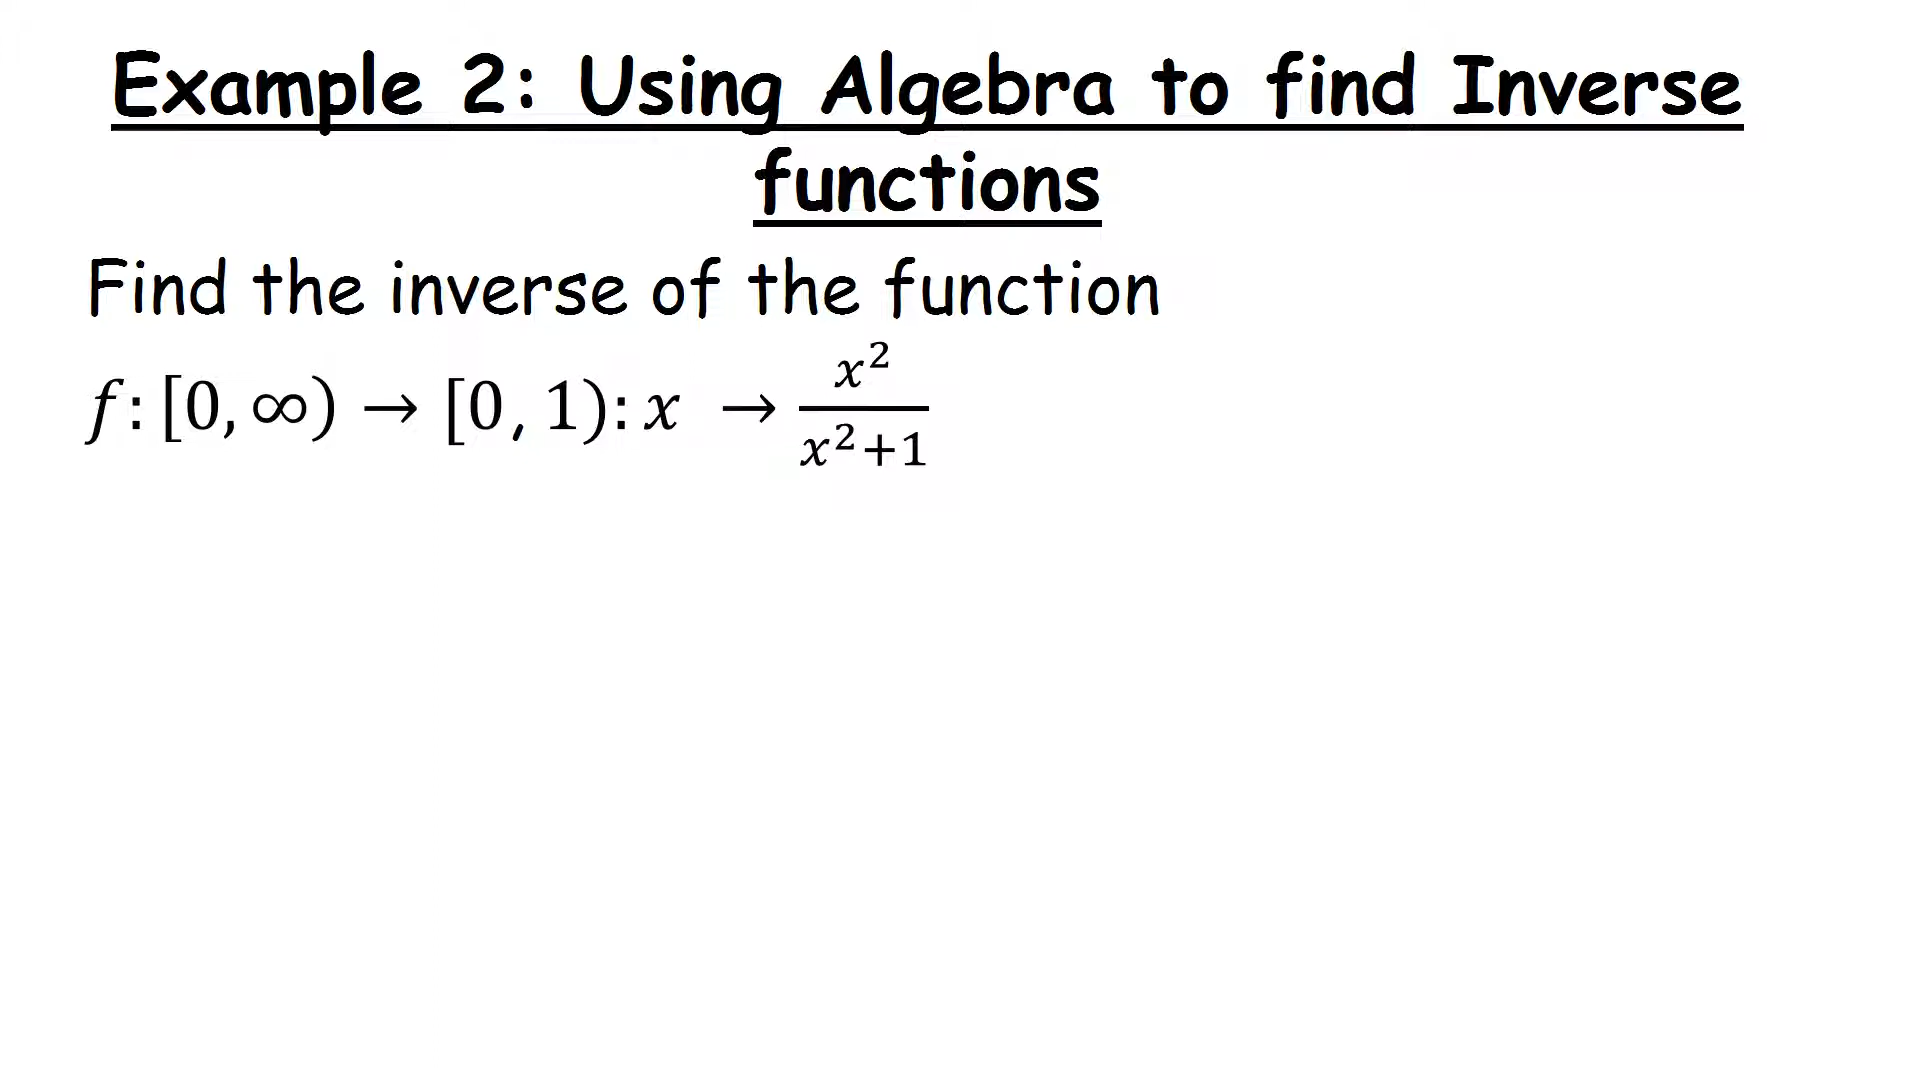 Example 2: Using Algebra to find Inverse
functions
Find the inverse of the function
f: [0, ∞) → [0, 1): x → x²/(x²+1)